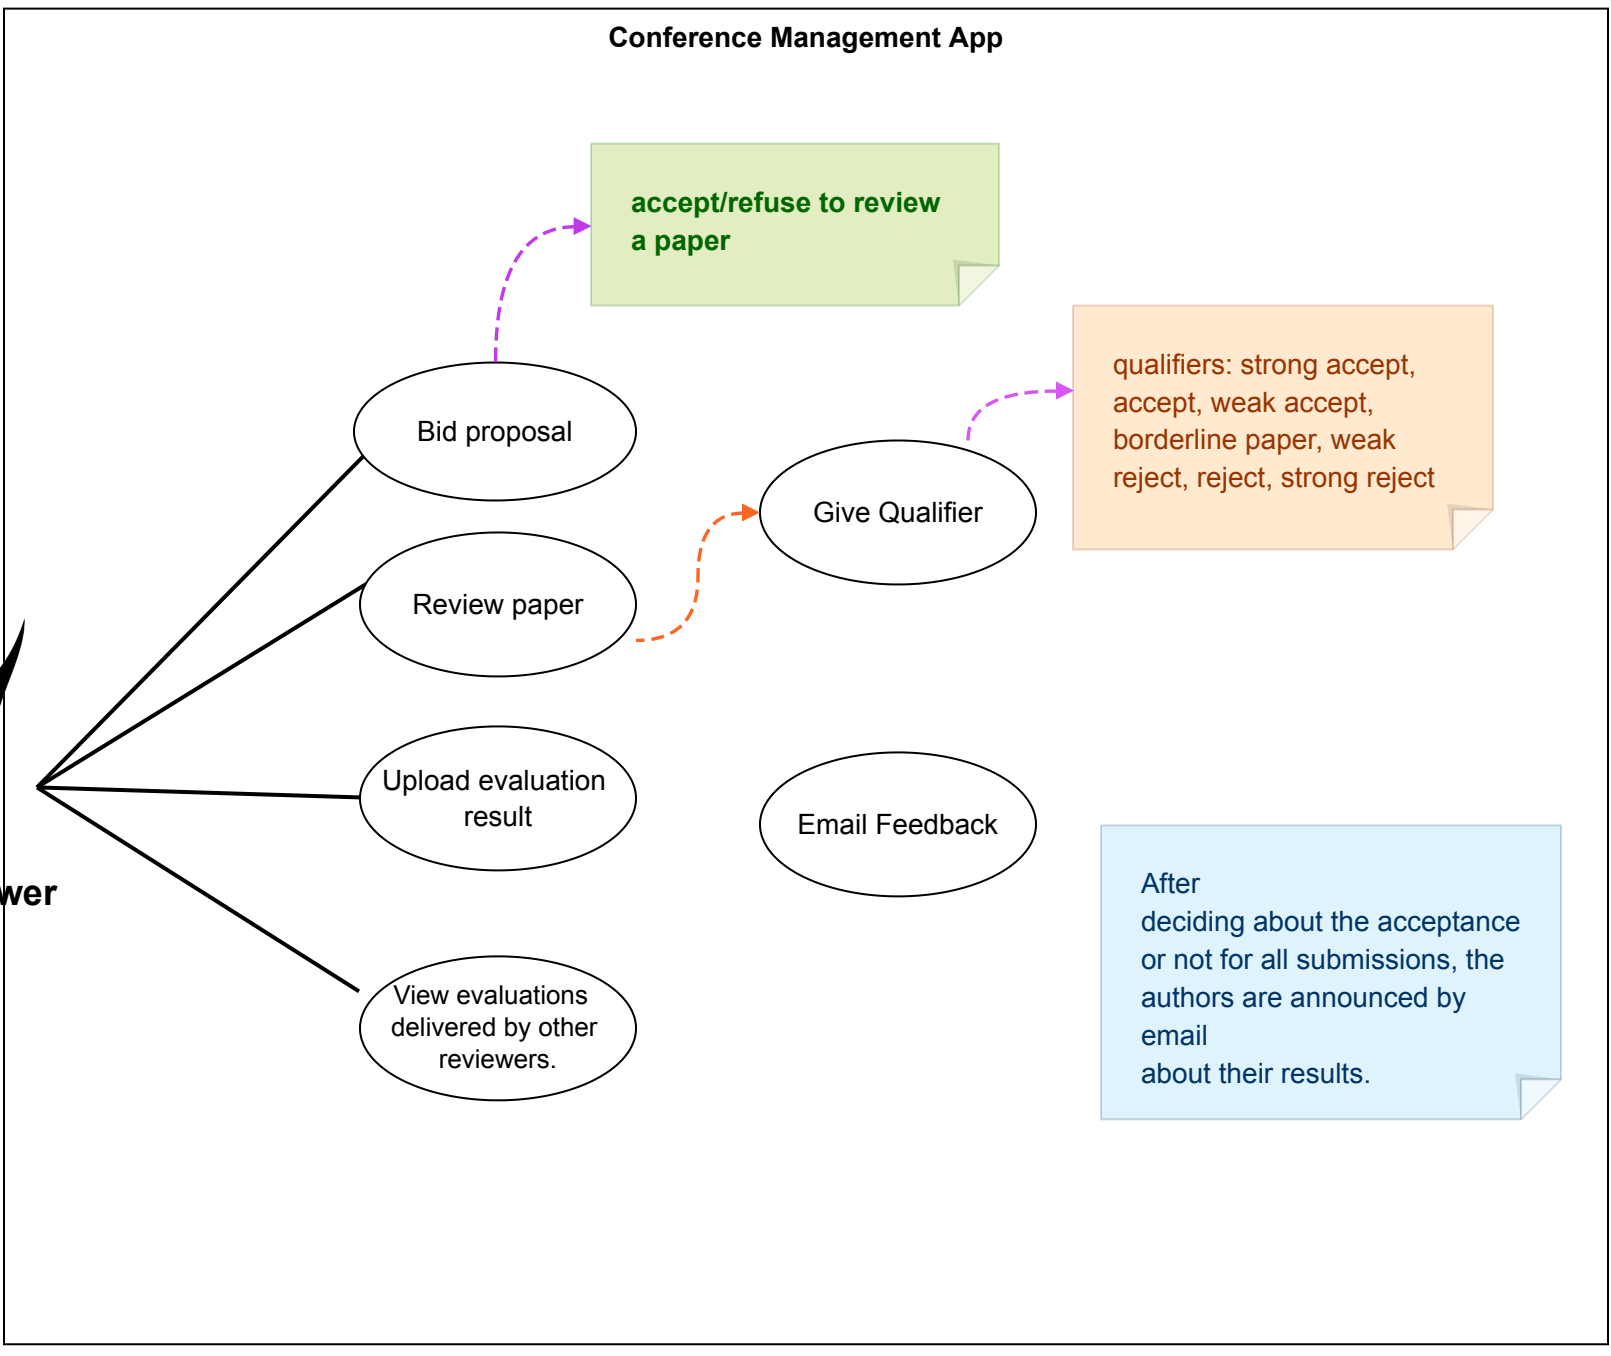 Conference Management App
accept/refuse to review
a paper
qualifiers: strong accept,
accept, weak accept,
borderline paper, weak
reject, reject, strong reject
Bid proposal
Give Qualifier
Review paper
Upload evaluation
result
Email Feedback
wer
After
deciding about the acceptance
or not for all submissions, the
authors are announced by
email
about their results.
View evaluations
delivered by other
reviewers.